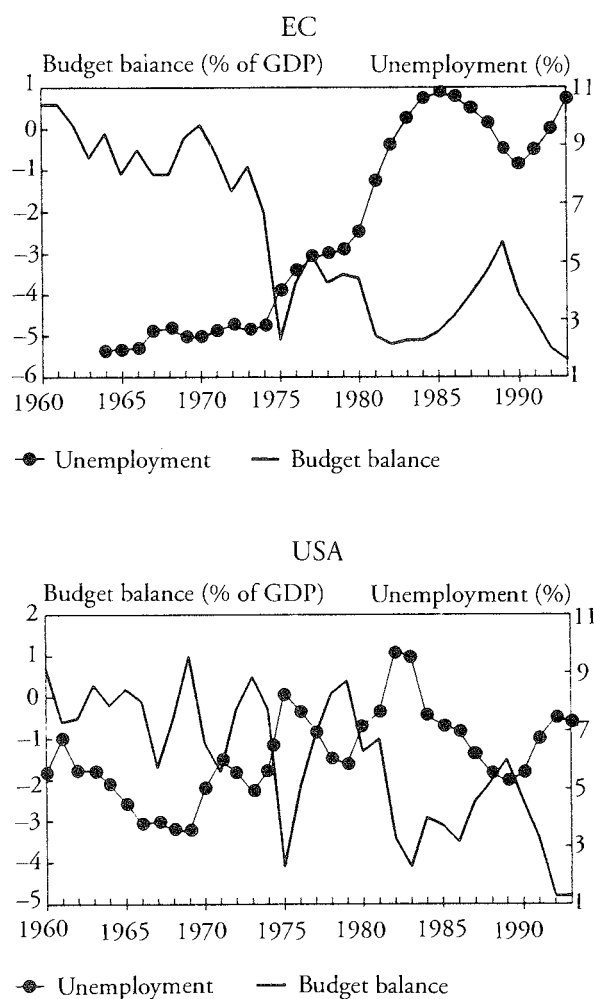 EC
Budget baiance (% of GDP) Unemployment (%)
1 11
0
9
−1
−2 7
−3
5
−4
3
−5
−6 1
1960 1965 1970 1975 1980 1985 1990
Unemployment Budget balance
USA
Budget balance (% of GDP) Unemployment (%)
2 11
1
9
0
7
−1
−2
5
−3
3
−4
−5 1
1960 1965 1970 1975 1980 1985 1990
Unemployment Budget balance